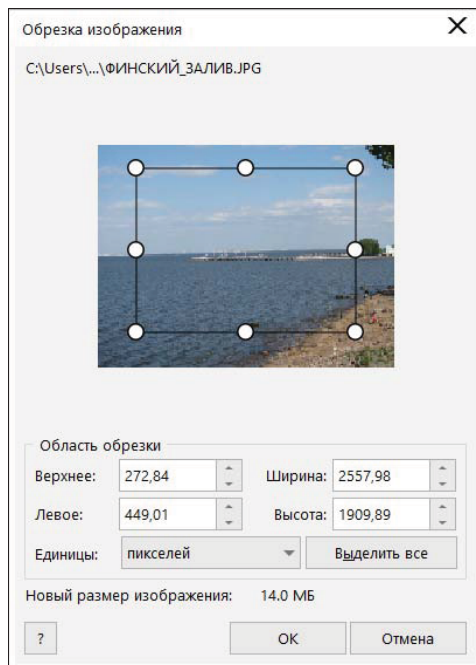 Обрезка изображения
C:\Users\...\ФИНСКИЙ_ЗАЛИВ.JPG
Область обрезки
Верхнее: 272,84 Ширина: 2557,98
Левое: 449,01 Высота: 1909,89
Единицы: пикселей Выделить все
Новый размер изображения: 14.0 МБ
? ОК Отмена